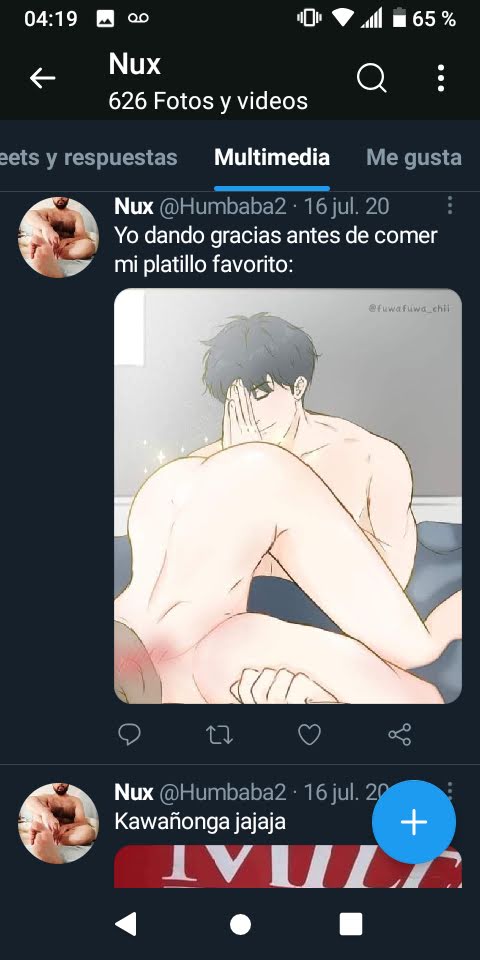 04:19
65 %
Nux
626 Fotos y videos
eets y respuestas Multimedia Me gusta
Nux @Humbaba2 · 16 jul. 20
Yo dando gracias antes de comer
mi platillo favorito:
@fuwafuwa_chii
Nux @Humbaba2 · 16 jul. 20
Kawañonga jajaja